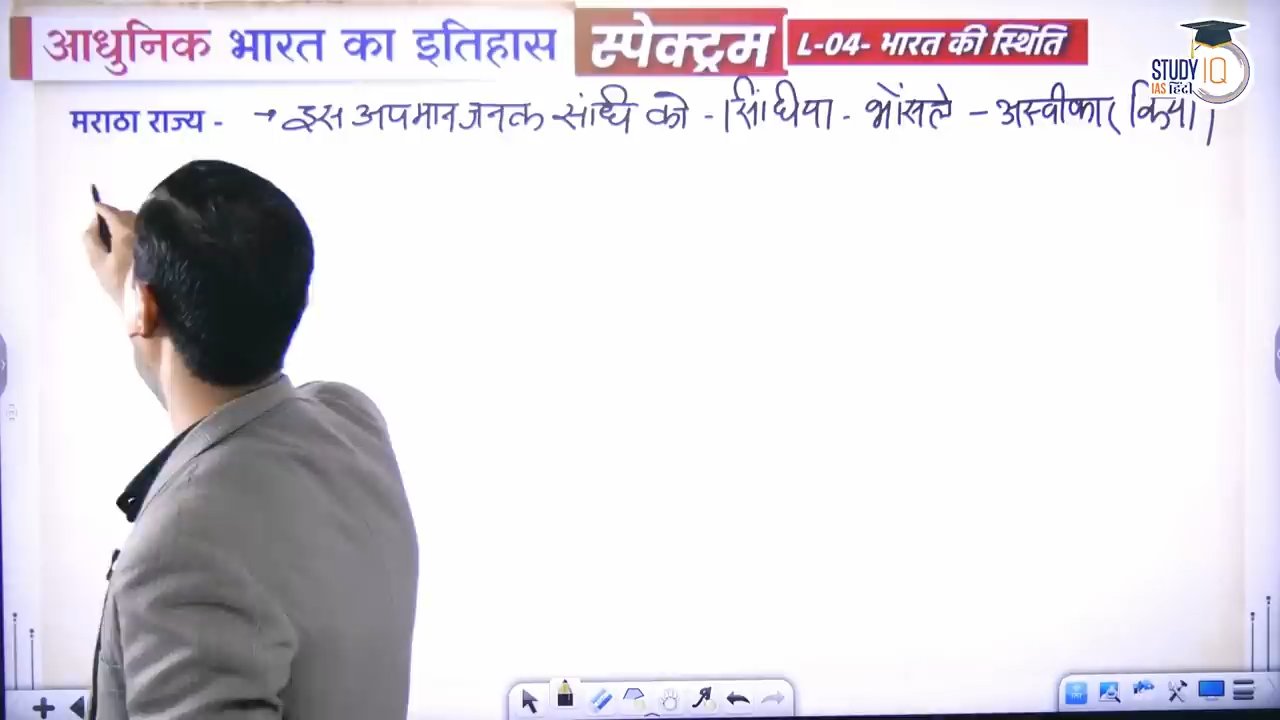 आधुनिक भारत का इतिहास स्पेक्ट्रम L-04- भारत की स्थिति
STUDY IQ
IAS हिंदी
मराठा राज्य - → इस अपमानजनक संधि को - सिंधिया - भोंसले - अस्वीकार किया।